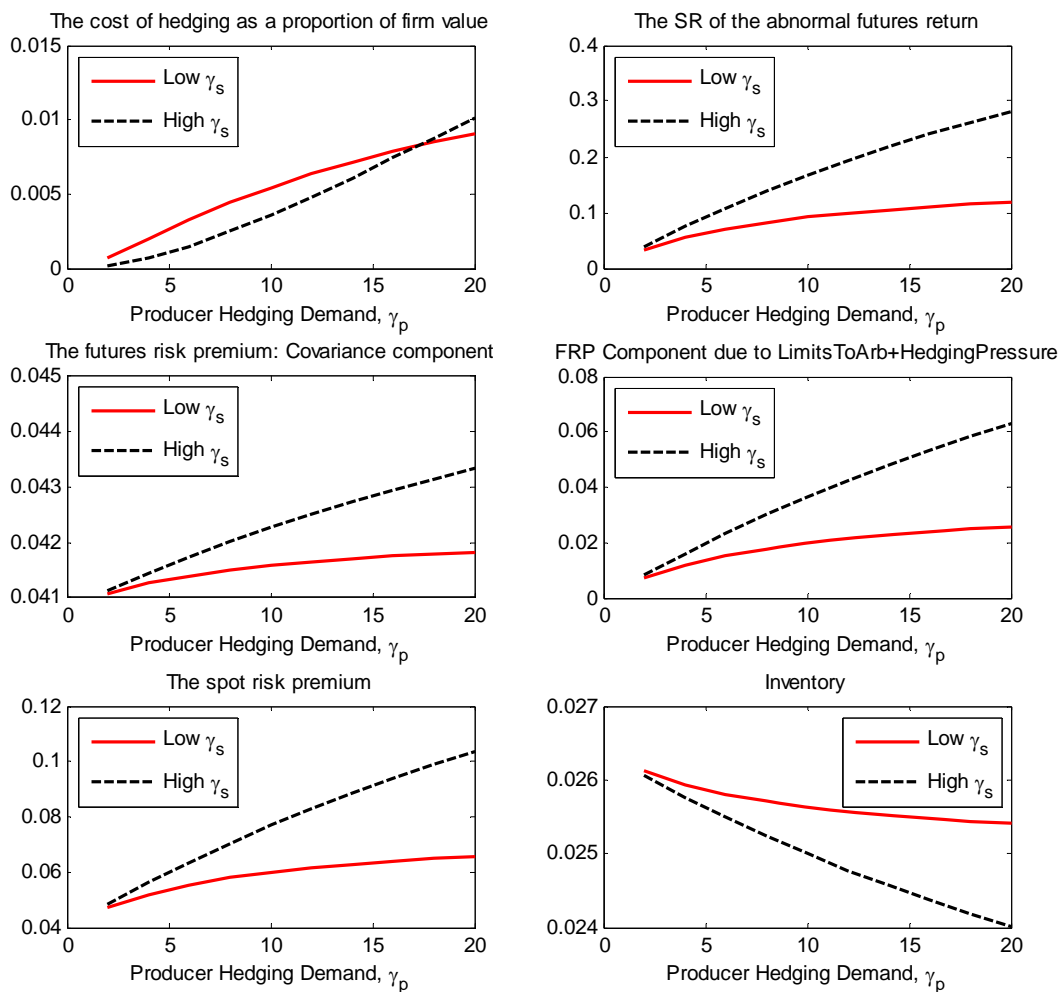 The cost of hedging as a proportion of firm value
0.015
0.01
0.005
0
Low γs
High γs
0 5 10 15 20
Producer Hedging Demand, γp
The SR of the abnormal futures return
0.4
0.3
0.2
0.1
0
Low γs
High γs
0 5 10 15 20
Producer Hedging Demand, γp
The futures risk premium: Covariance component
0.045
0.044
0.043
0.042
0.041
Low γs
High γs
0 5 10 15 20
Producer Hedging Demand, γp
FRP Component due to LimitsToArb+HedgingPressure
0.08
0.06
0.04
0.02
0
Low γs
High γs
0 5 10 15 20
Producer Hedging Demand, γp
The spot risk premium
0.12
0.1
0.08
0.06
0.04
Low γs
High γs
0 5 10 15 20
Producer Hedging Demand, γp
Inventory
0.027
0.026
0.025
0.024
Low γs
High γs
0 5 10 15 20
Producer Hedging Demand, γp